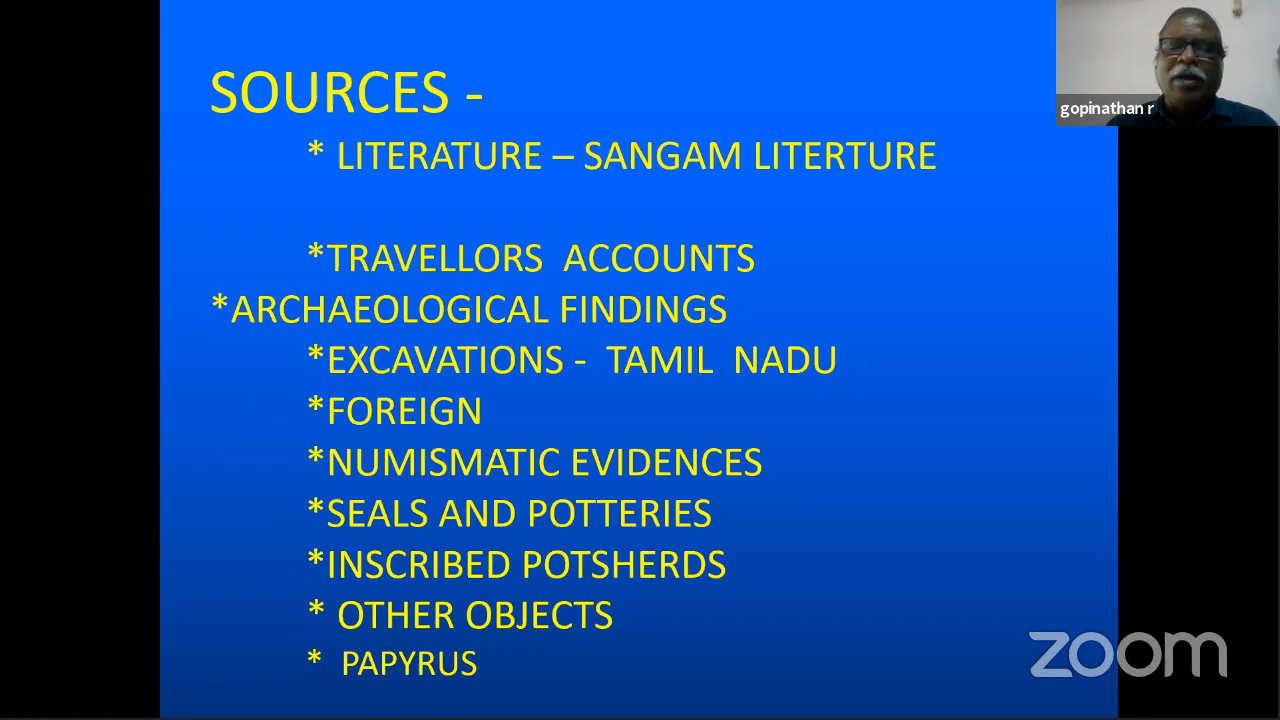 SOURCES -
* LITERATURE – SANGAM LITERTURE
*TRAVELLORS ACCOUNTS
*ARCHAEOLOGICAL FINDINGS
*EXCAVATIONS - TAMIL NADU
*FOREIGN
*NUMISMATIC EVIDENCES
*SEALS AND POTTERIES
*INSCRIBED POTSHERDS
* OTHER OBJECTS
* PAPYRUS
gopinathan r
zoom